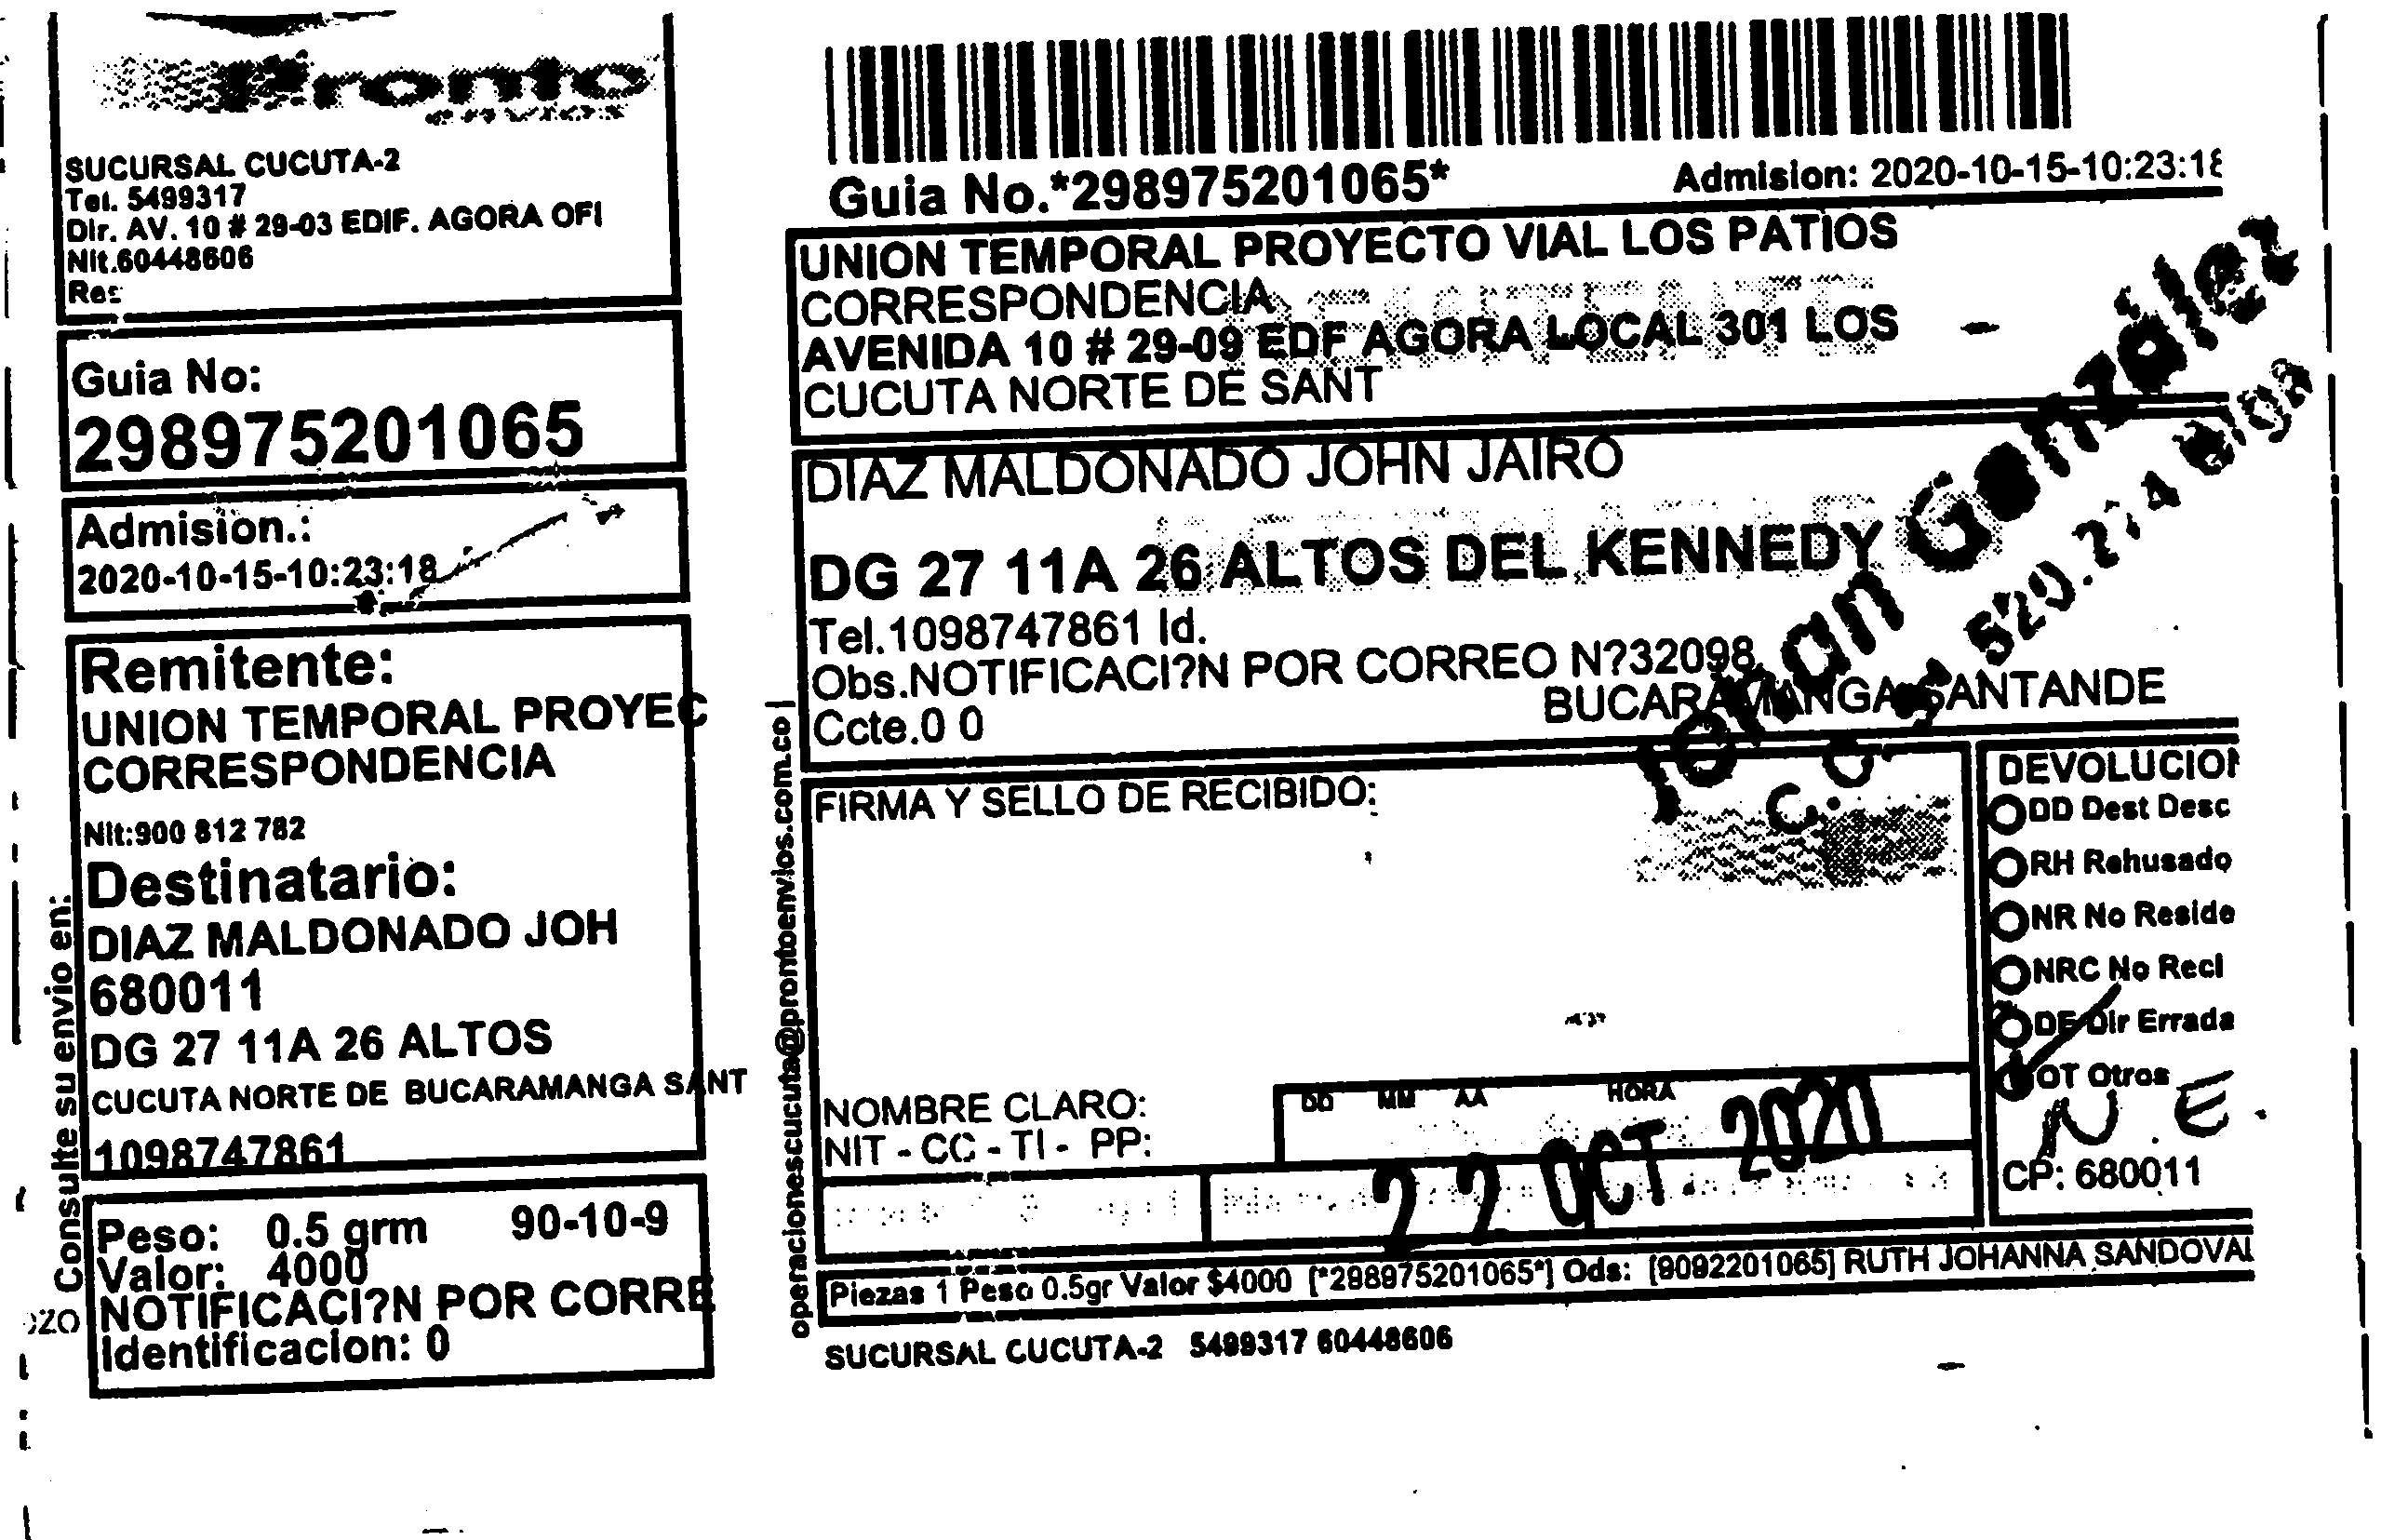 Pronto
SUCURSAL CUCUTA-2
Tel. 5499317
Dir. AV. 10 # 29-03 EDIF. AGORA OFI
Nit.60448606
Res
Guia No:
298975201065
Admision.:
2020-10-15-10:23:18
Remitente:
UNION TEMPORAL PROYEC
CORRESPONDENCIA
Nit:900 812 782
Destinatario:
DIAZ MALDONADO JOH
680011
DG 27 11A 26 ALTOS
CUCUTA NORTE DE BUCARAMANGA SANT
1098747861
Peso: 0.5 grm 90-10-9
Valor: 4000
NOTIFICACI?N POR CORRE
Identificacion: 0
Consulte su envio en:
OZO
Guia No.*298975201065*
Admision: 2020-10-15-10:23:18
UNION TEMPORAL PROYECTO VIAL LOS PATIOS
CORRESPONDENCIA
AVENIDA 10 # 29-09 EDF AGORA LOCAL 301 LOS
CUCUTA NORTE DE SANT
DIAZ MALDONADO JOHN JAIRO
DG 27 11A 26 ALTOS DEL KENNEDY
Tel.1098747861 Id.
Obs.NOTIFICACI?N POR CORREO N?32098
BUCARAMANGA SANTANDE
Ccte.0 0
González
C.C.
FIRMA Y SELLO DE RECIBIDO:
NOMBRE CLARO:
NIT - CC - TI - PP:
DD MM AA HORA
22 OCT. 2020
DEVOLUCION
DD Dest Desc
RH Rehusado
NR No Reside
NRC No Reci
DE Dir Errada
OT Otros
N.E.
CP: 680011
Piezas 1 Peso 0.5gr Valor $4000 [*298975201065*] Ods: [9092201065] RUTH JOHANNA SANDOVAL
SUCURSAL CUCUTA-2 5499317 60448606
operacionescucuta@prontoenvios.com.co |